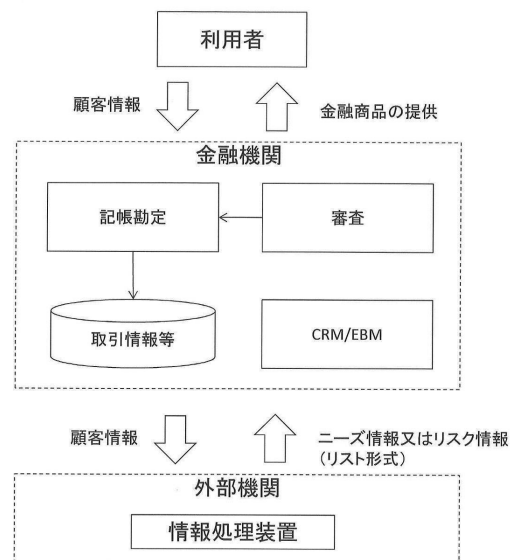 利用者
顧客情報
金融商品の提供
金融機関
記帳勘定
審査
取引情報等
CRM/EBM
顧客情報
ニーズ情報又はリスク情報
(リスト形式)
外部機関
情報処理装置